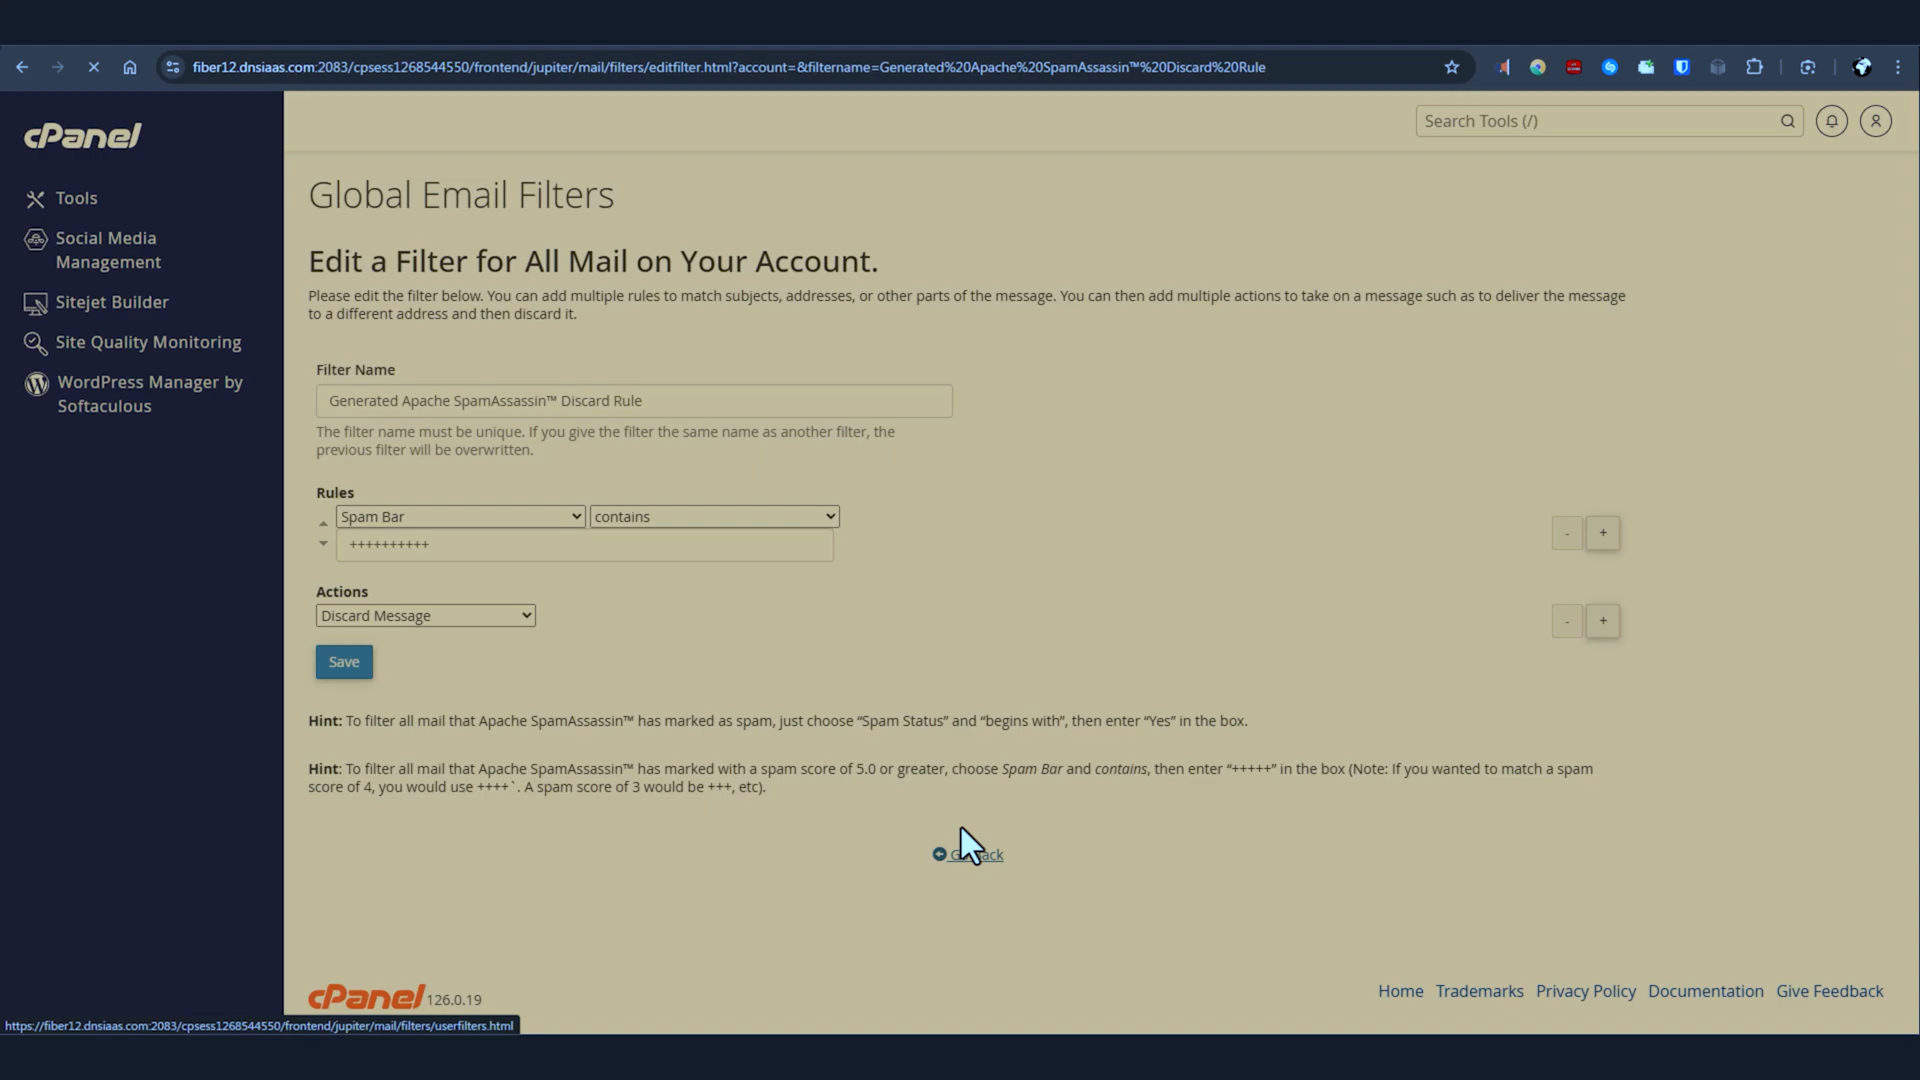 fiber12.dnsiaas.com:2083/cpsess1268544550/frontend/jupiter/mail/filters/editfilter.html?account=&filtername=Generated%20Apache%20SpamAssassin™%20Discard%20Rule
cPanel
Search Tools (/)
Tools
Social Media
Management
Sitejet Builder
Site Quality Monitoring
WordPress Manager by
Softaculous
Global Email Filters
Edit a Filter for All Mail on Your Account.
Please edit the filter below. You can add multiple rules to match subjects, addresses, or other parts of the message. You can then add multiple actions to take on a message such as to deliver the message
to a different address and then discard it.
Filter Name
Generated Apache SpamAssassin™ Discard Rule
The filter name must be unique. If you give the filter the same name as another filter, the
previous filter will be overwritten.
Rules
Spam Bar contains
++++++++++
- +
Actions
Discard Message
- +
Save
Hint: To filter all mail that Apache SpamAssassin™ has marked as spam, just choose “Spam Status” and “begins with”, then enter “Yes” in the box.
Hint: To filter all mail that Apache SpamAssassin™ has marked with a spam score of 5.0 or greater, choose Spam Bar and contains, then enter “+++++” in the box (Note: If you wanted to match a spam
score of 4, you would use ++++`. A spam score of 3 would be +++, etc).
Go Back
cPanel 126.0.19
Home Trademarks Privacy Policy Documentation Give Feedback
https://fiber12.dnsiaas.com:2083/cpsess1268544550/frontend/jupiter/mail/filters/userfilters.html